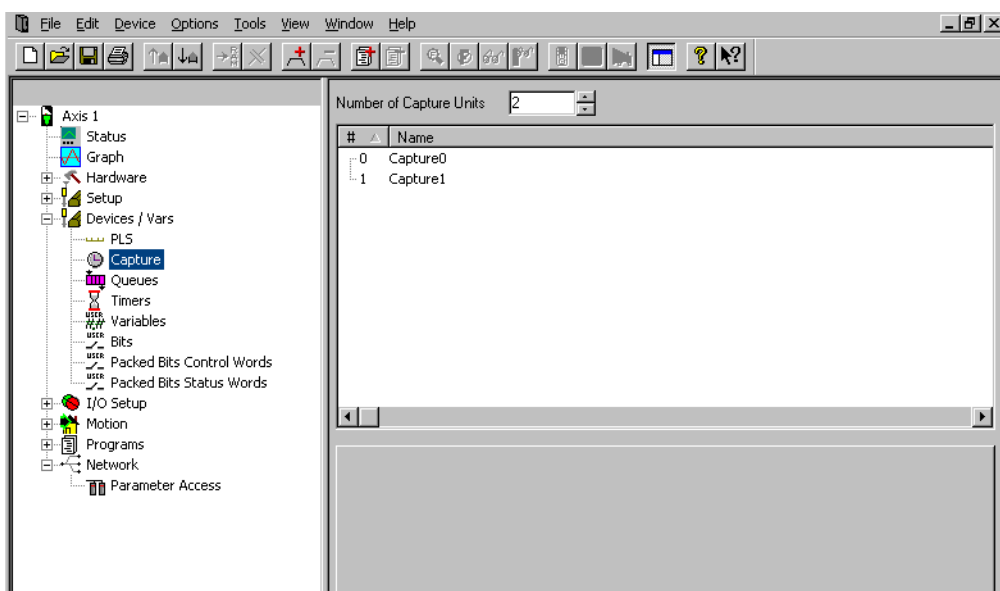 File Edit Device Options Tools View Window Help
Number of Capture Units 2
# Name
0 Capture0
1 Capture1
Axis 1
Status
Graph
Hardware
Setup
Devices / Vars
PLS
Capture
Queues
Timers
USER
#.# Variables
USER
Bits
USER
Packed Bits Control Words
USER
Packed Bits Status Words
I/O Setup
Motion
Programs
Network
Parameter Access